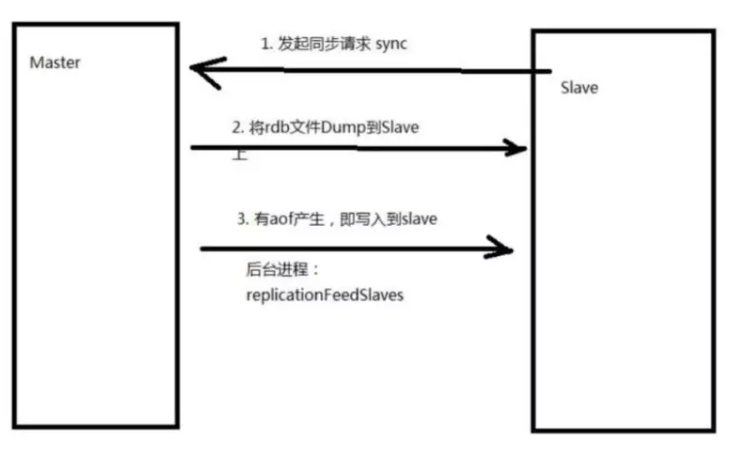 1. 发起同步请求 sync
Master
Slave
2. 将rdb文件Dump到Slave
上
3. 有aof产生，即写入到slave
后台进程：
replicationFeedSlaves